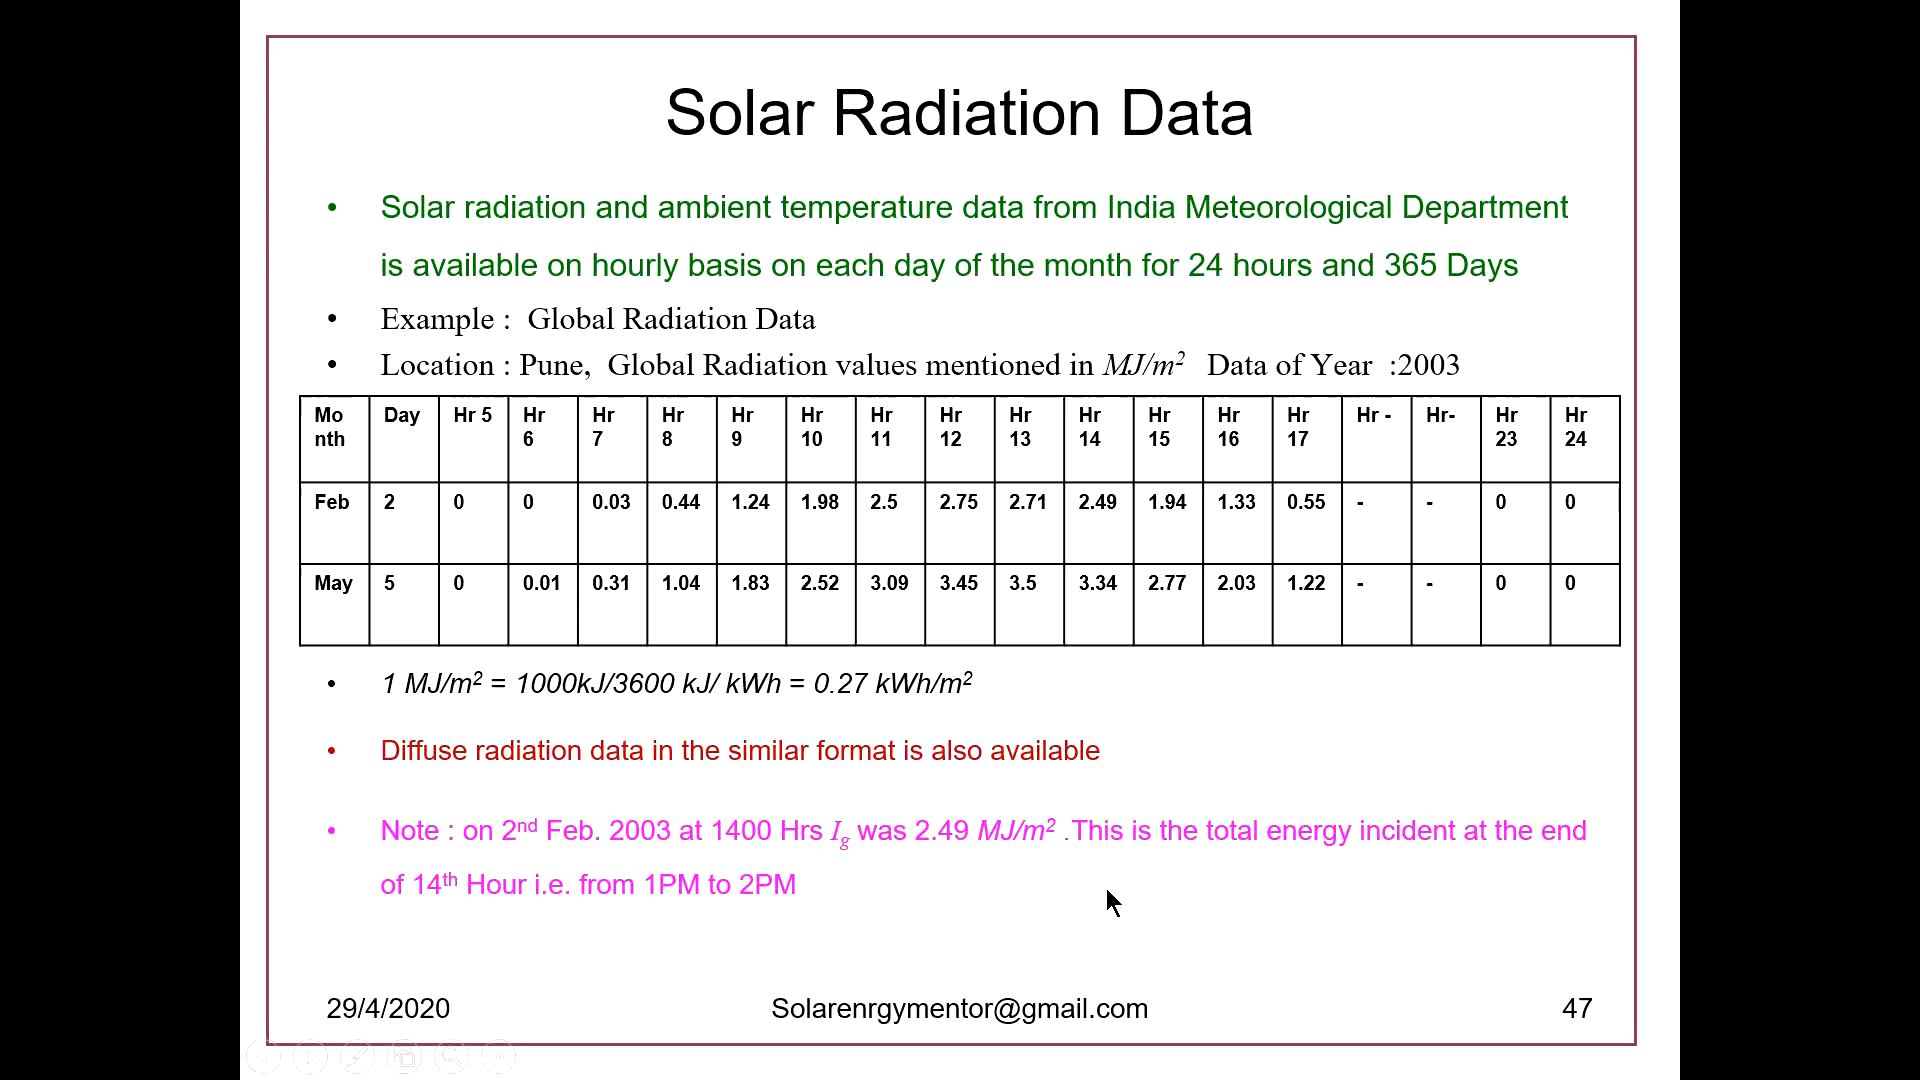 Solar Radiation Data
• Solar radiation and ambient temperature data from India Meteorological Department
is available on hourly basis on each day of the month for 24 hours and 365 Days
• Example : Global Radiation Data
• Location : Pune, Global Radiation values mentioned in MJ/m² Data of Year :2003
Mo nth Day Hr 5 Hr 6 Hr 7 Hr 8 Hr 9 Hr 10 Hr 11 Hr 12 Hr 13 Hr 14 Hr 15 Hr 16 Hr 17 Hr - Hr- Hr 23 Hr 24
Feb 2 0 0 0.03 0.44 1.24 1.98 2.5 2.75 2.71 2.49 1.94 1.33 0.55 - - 0 0
May 5 0 0.01 0.31 1.04 1.83 2.52 3.09 3.45 3.5 3.34 2.77 2.03 1.22 - - 0 0
• 1 MJ/m² = 1000kJ/3600 kJ/ kWh = 0.27 kWh/m²
• Diffuse radiation data in the similar format is also available
• Note : on 2nd Feb. 2003 at 1400 Hrs Ig was 2.49 MJ/m² .This is the total energy incident at the end
of 14th Hour i.e. from 1PM to 2PM
29/4/2020 Solarenrgymentor@gmail.com 47